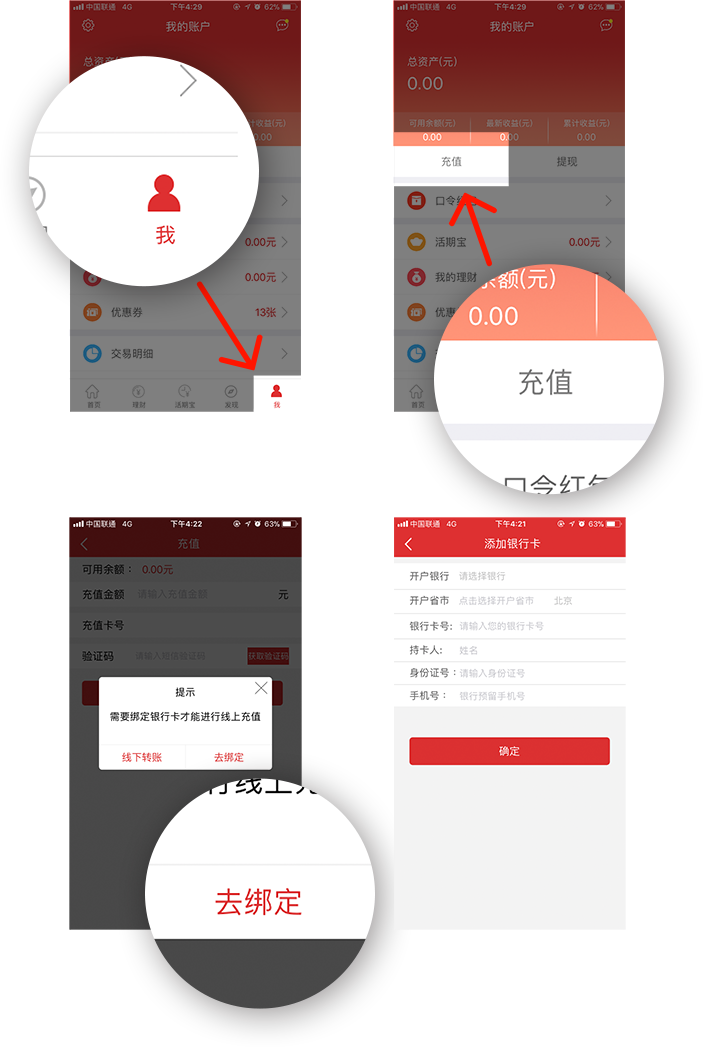 中国联通 4G 下午4:29 62%
我的账户
总资产
计收益(元)
0.00
我
0.00元
0.00元
优惠券 13张
交易明细
首页 理财 活期宝 发现 我
中国联通 4G 下午4:29 62%
我的账户
总资产(元)
0.00
可用余额(元) 最新收益(元) 累计收益(元)
0.00 0.00 0.00
充值 提现
口令红
活期宝 0.00元
我的理财
优惠
首页
余额(元)
0.00
充值
口令红包
中国联通 4G 下午4:22 63%
充值
可用余额： 0.00元
充值金额 请输入充值金额 元
充值卡号
验证码 请输入短信验证码 获取验证码
提示
需要绑定银行卡才能进行线上充值
线下转账 去绑定
行线上充
去绑定
中国联通 4G 下午4:21 63%
添加银行卡
开户银行 请选择银行
开户省市 点击选择开户省市 北京
银行卡号: 请输入您的银行卡号
持卡人: 姓名
身份证号： 请输入身份证号
手机号： 银行预留手机号
确定